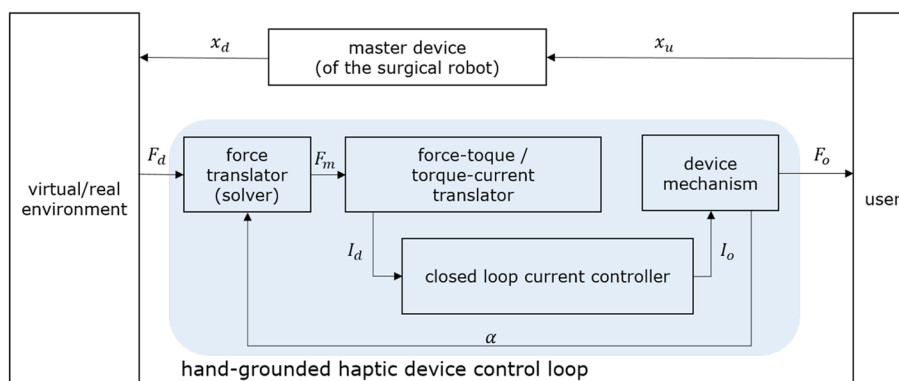 x_d
master device
(of the surgical robot)
x_u
F_d
force
translator
(solver)
F_m
force-toque /
torque-current
translator
device
mechanism
F_o
virtual/real
environment
user
I_d
closed loop current controller
I_o
α
hand-grounded haptic device control loop